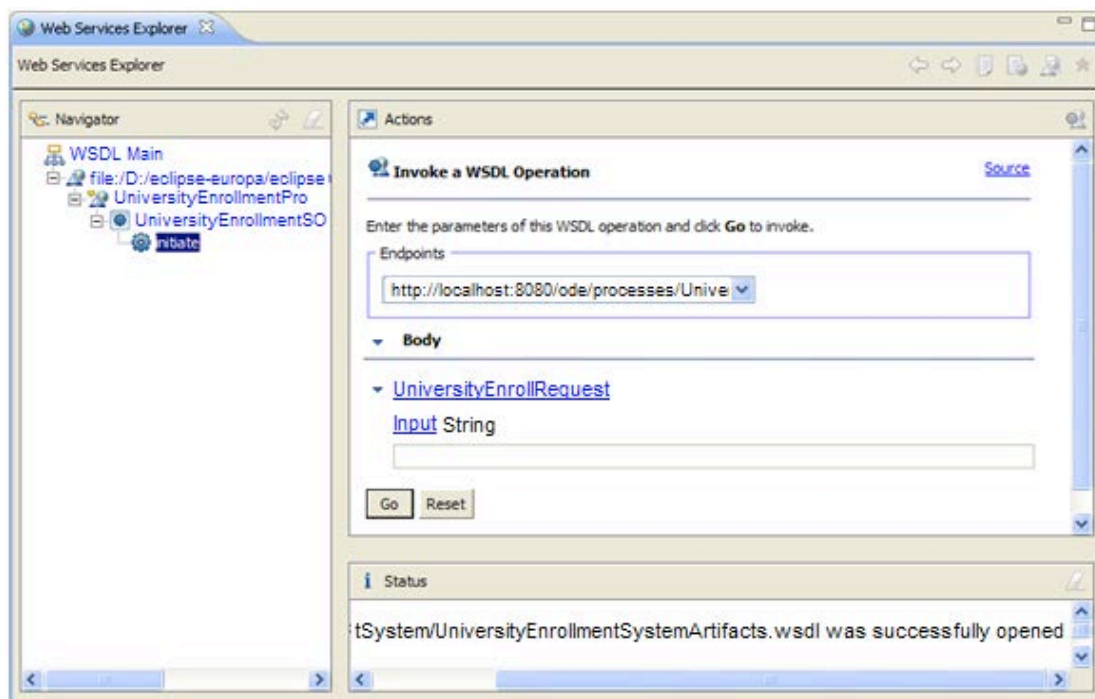 Web Services Explorer
Web Services Explorer
Navigator
WSDL Main
file:/D:/eclipse-europa/eclipse
UniversityEnrollmentPro
UniversityEnrollmentSO
initiate
Actions
Invoke a WSDL Operation
Source
Enter the parameters of this WSDL operation and click Go to invoke.
Endpoints
http://localhost:8080/ode/processes/Unive
Body
UniversityEnrollRequest
Input String
Go Reset
i Status
tSystem/UniversityEnrollmentSystemArtifacts.wsdl was successfully opened